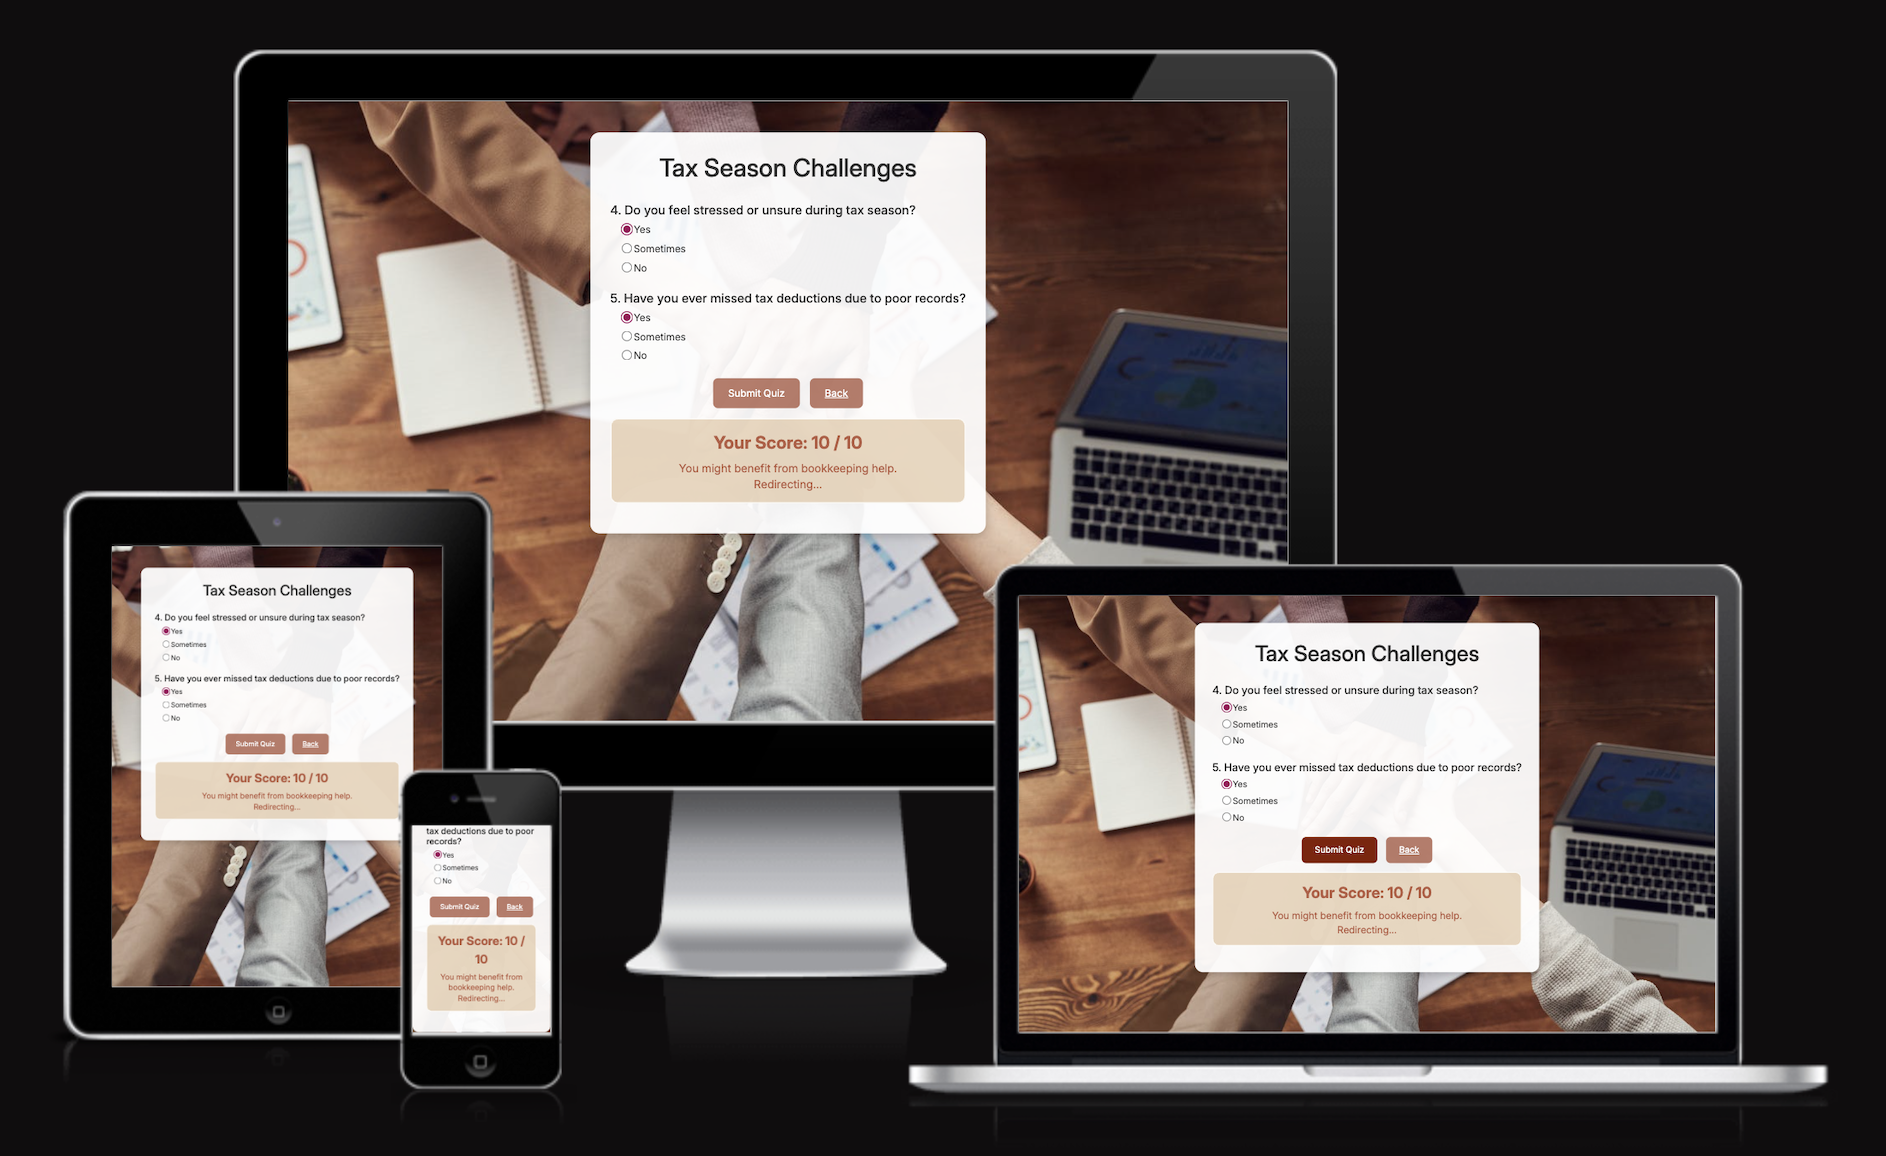 Tax Season Challenges
4. Do you feel stressed or unsure during tax season?
Yes
Sometimes
No
5. Have you ever missed tax deductions due to poor records?
Yes
Sometimes
No
Submit Quiz Back
Your Score: 10 / 10
You might benefit from bookkeeping help.
Redirecting...
Tax Season Challenges
4. Do you feel stressed or unsure during tax season?
Yes
Sometimes
No
5. Have you ever missed tax deductions due to poor records?
Yes
Sometimes
No
Submit Quiz Back
Your Score: 10 / 10
You might benefit from bookkeeping help.
Redirecting...
tax deductions due to poor
records?
Yes
Sometimes
No
Submit Quiz Back
Your Score: 10 /
10
You might benefit from
bookkeeping help.
Redirecting...
Tax Season Challenges
4. Do you feel stressed or unsure during tax season?
Yes
Sometimes
No
5. Have you ever missed tax deductions due to poor records?
Yes
Sometimes
No
Submit Quiz Back
Your Score: 10 / 10
You might benefit from bookkeeping help.
Redirecting...